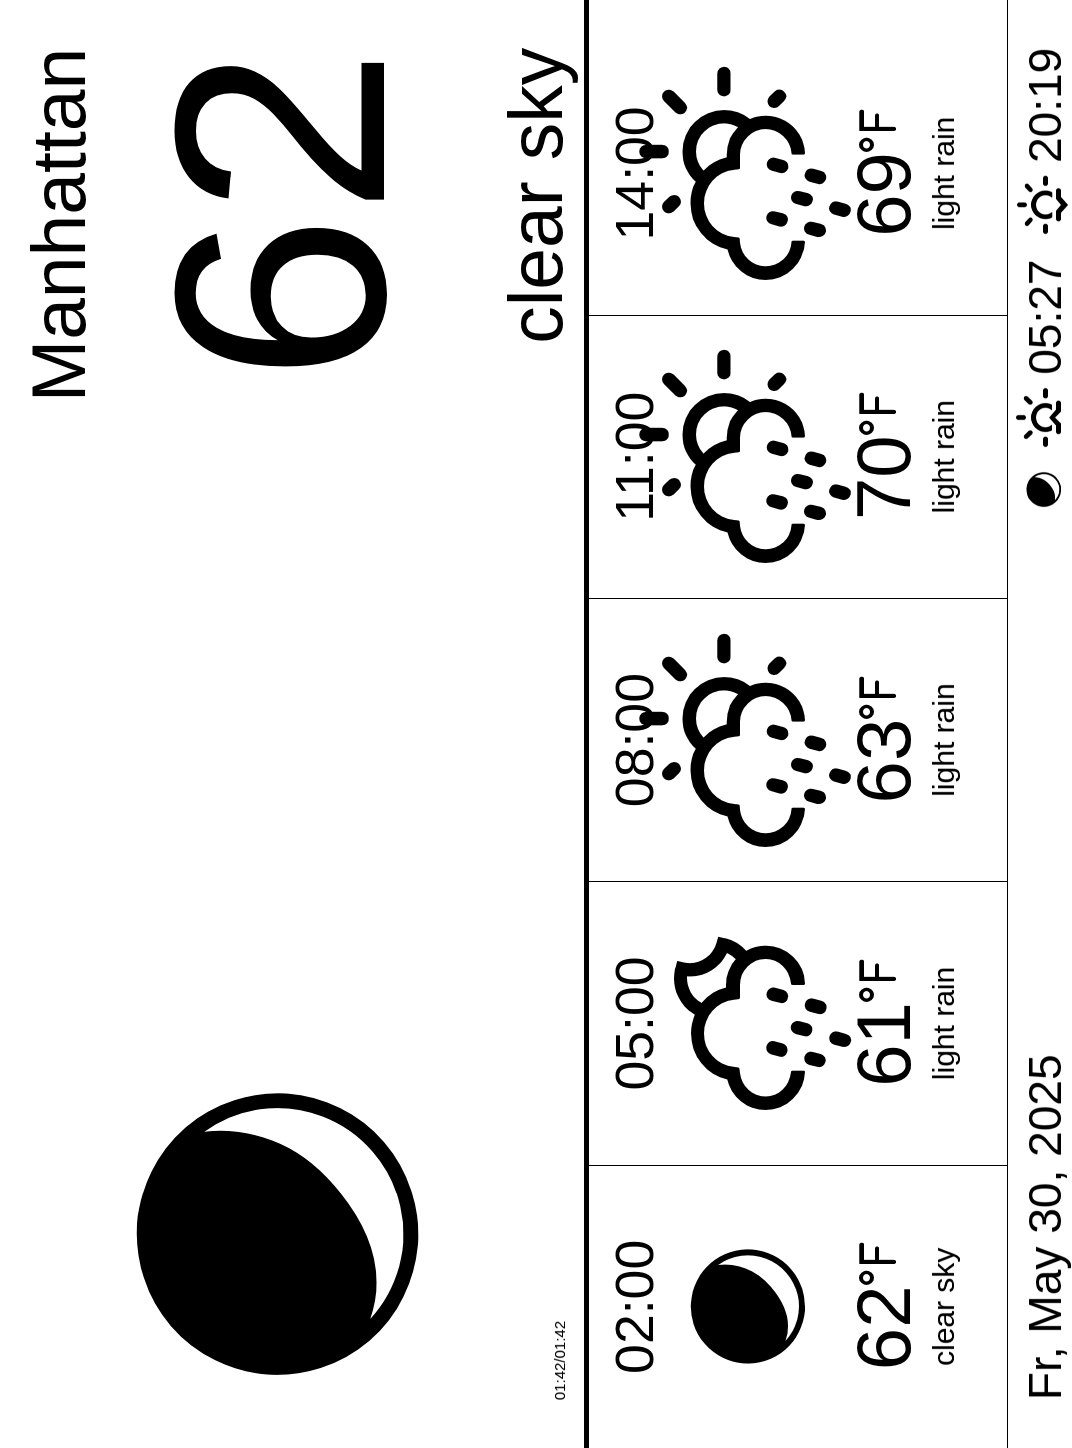 Manhattan
62
clear sky
01:42/01:42
02:00
62°F
clear sky
05:00
61°F
light rain
08:00
63°F
light rain
11:00
70°F
light rain
14:00
69°F
light rain
Fr, May 30, 2025
05:27
20:19